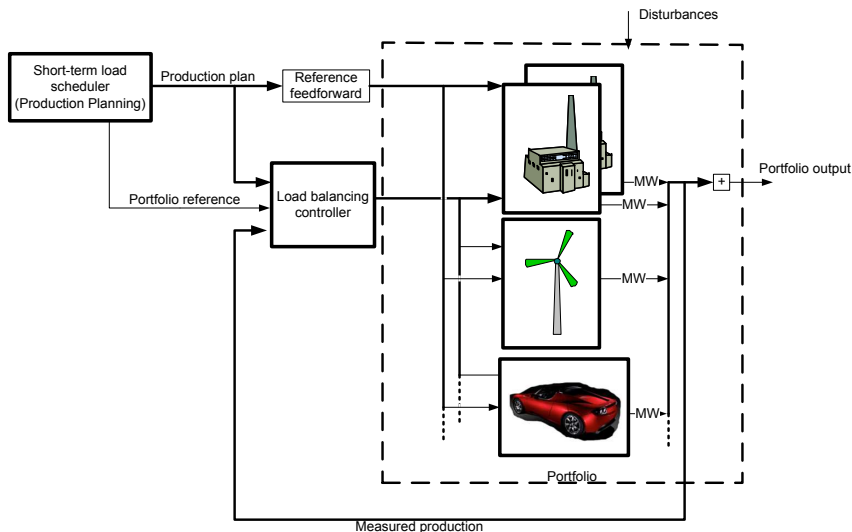 Disturbances
Short-term load
scheduler
(Production Planning)
Production plan
Reference
feedforward
Portfolio reference
Load balancing
controller
MW
MW
+
Portfolio output
MW
MW
Portfolio
Measured production